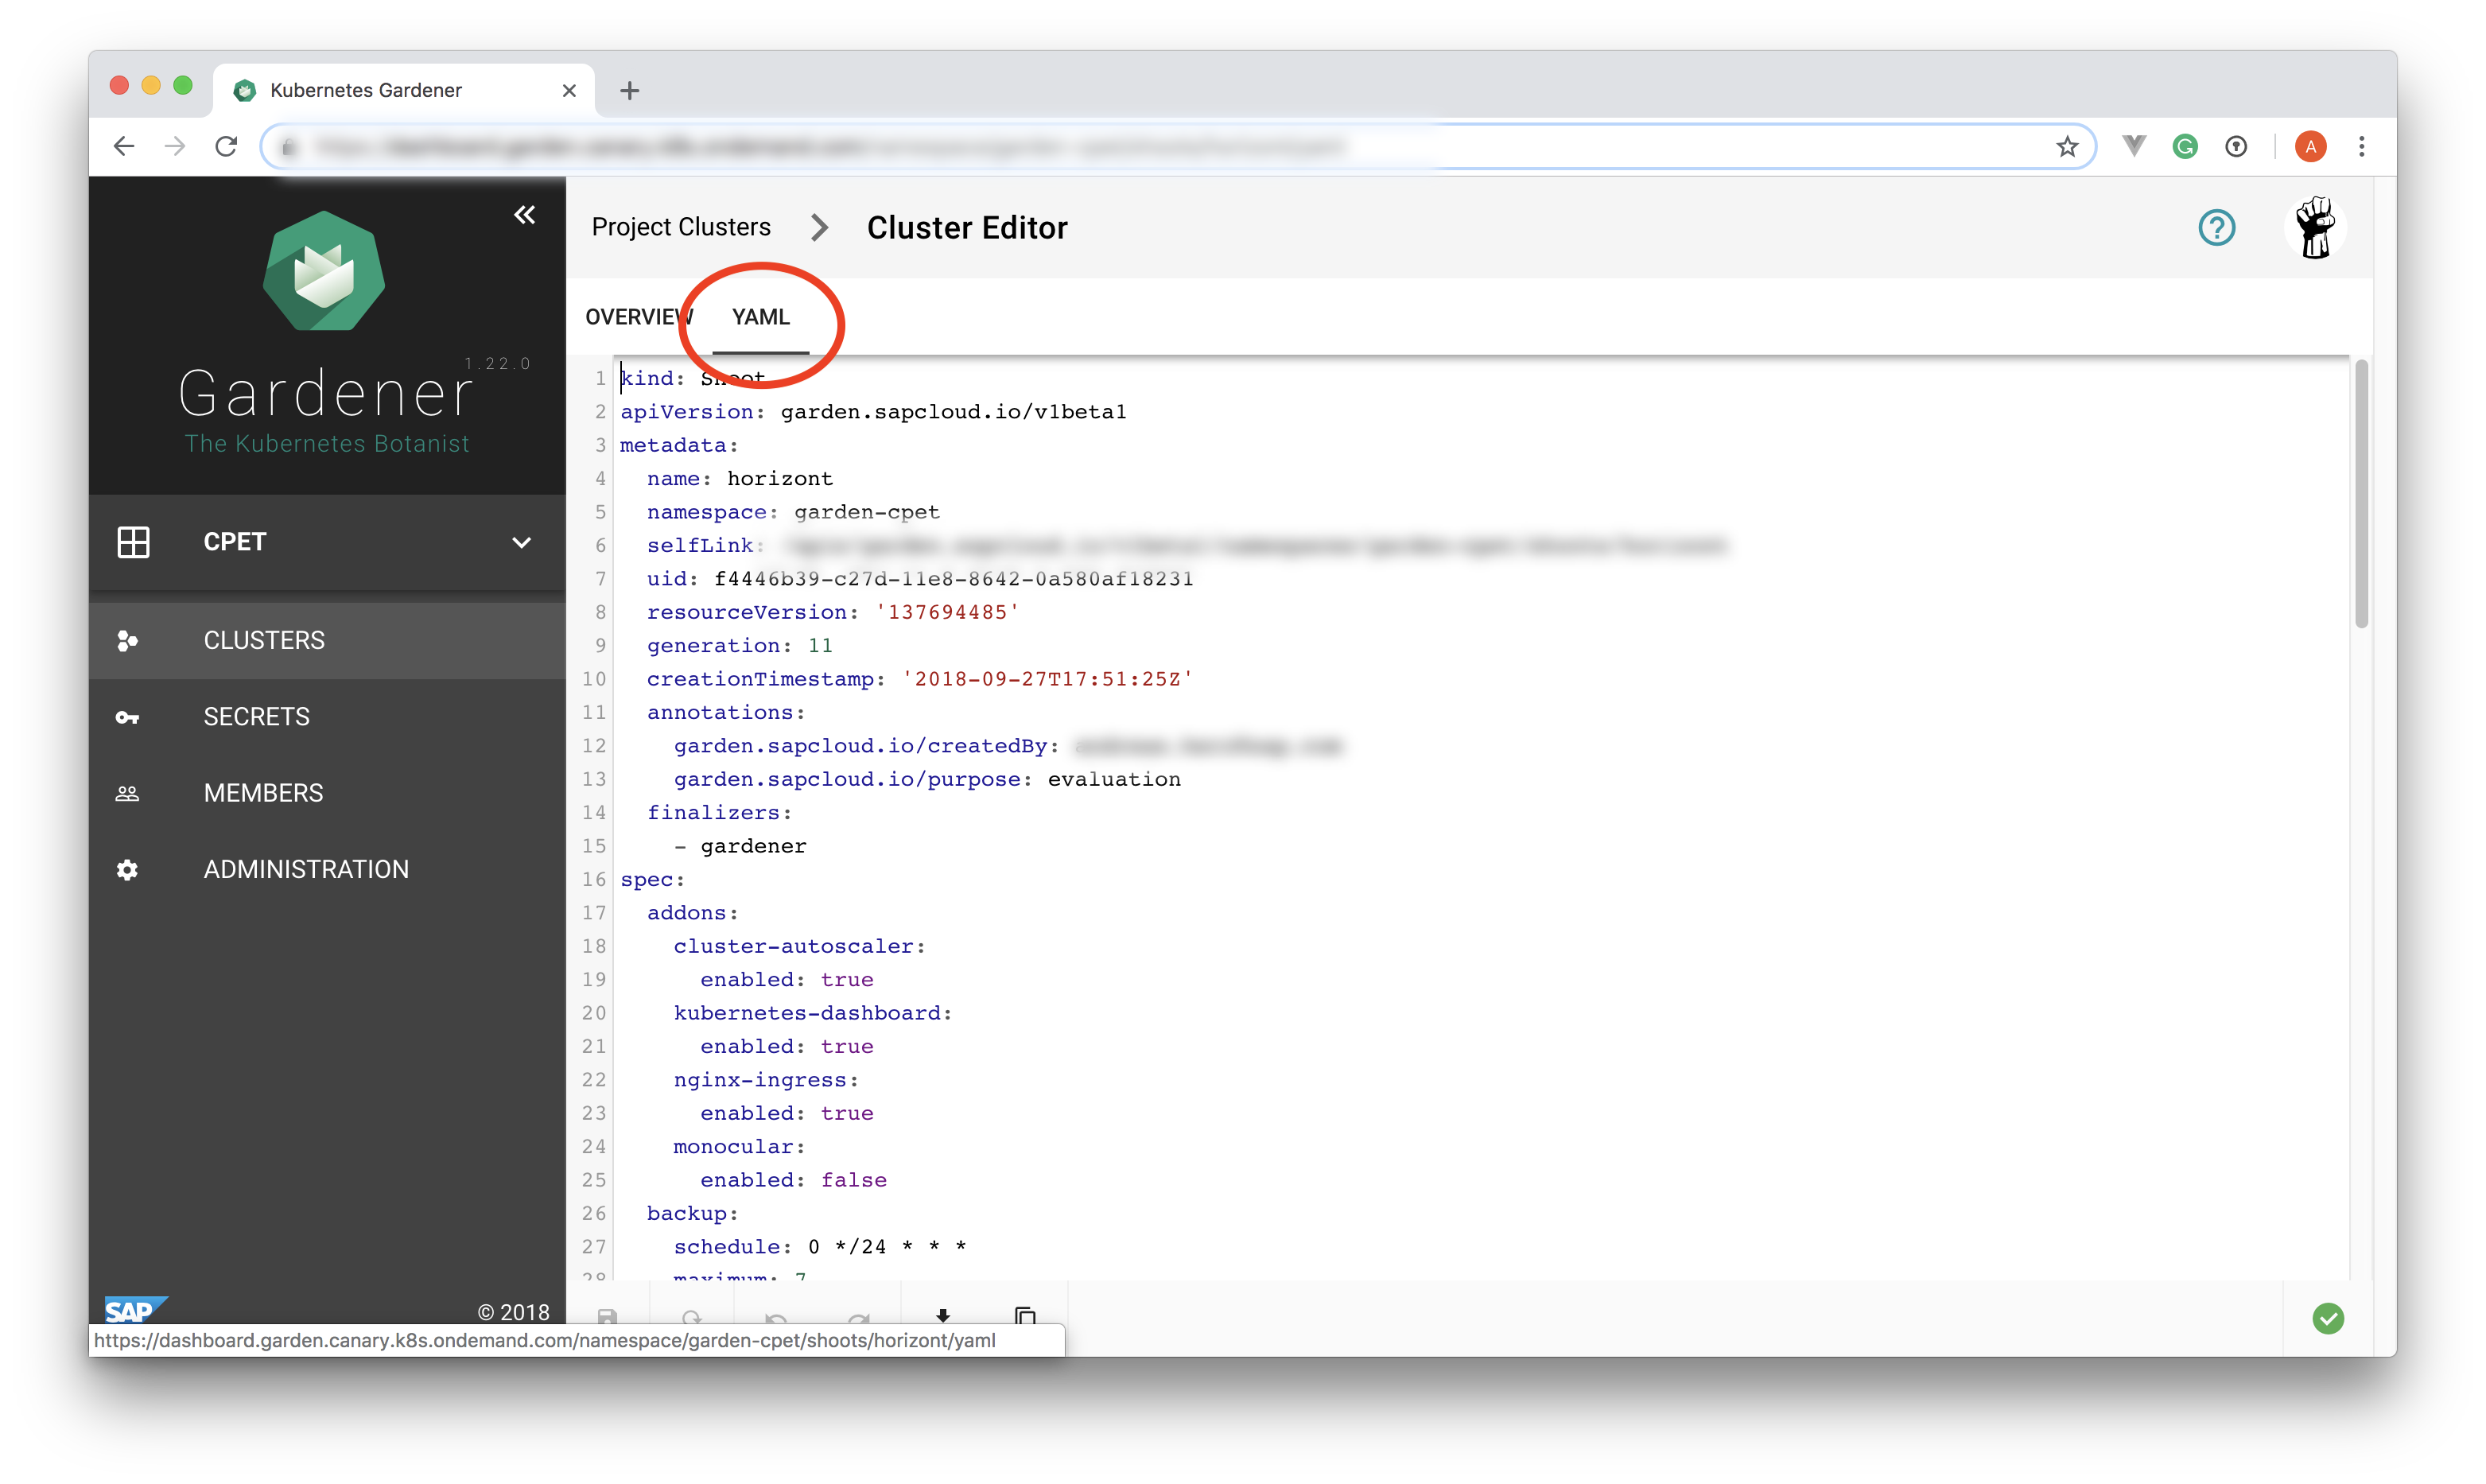 Kubernetes Gardener
A
Project Clusters
Cluster Editor
OVERVIEW
YAML
1.22.0
Gardener
The Kubernetes Botanist
CPET
CLUSTERS
SECRETS
MEMBERS
ADMINISTRATION
SAP
© 2018
1 kind: Shoot
2 apiVersion: garden.sapcloud.io/v1beta1
3 metadata:
4 name: horizont
5 namespace: garden-cpet
6 selfLink:
7 uid: f4446b39-c27d-11e8-8642-0a580af18231
8 resourceVersion: '137694485'
9 generation: 11
10 creationTimestamp: '2018-09-27T17:51:25Z'
11 annotations:
12 garden.sapcloud.io/createdBy:
13 garden.sapcloud.io/purpose: evaluation
14 finalizers:
15 - gardener
16 spec:
17 addons:
18 cluster-autoscaler:
19 enabled: true
20 kubernetes-dashboard:
21 enabled: true
22 nginx-ingress:
23 enabled: true
24 monocular:
25 enabled: false
26 backup:
27 schedule: 0 */24 * * *
28 maximum: 7
https://dashboard.garden.canary.k8s.ondemand.com/namespace/garden-cpet/shoots/horizont/yaml